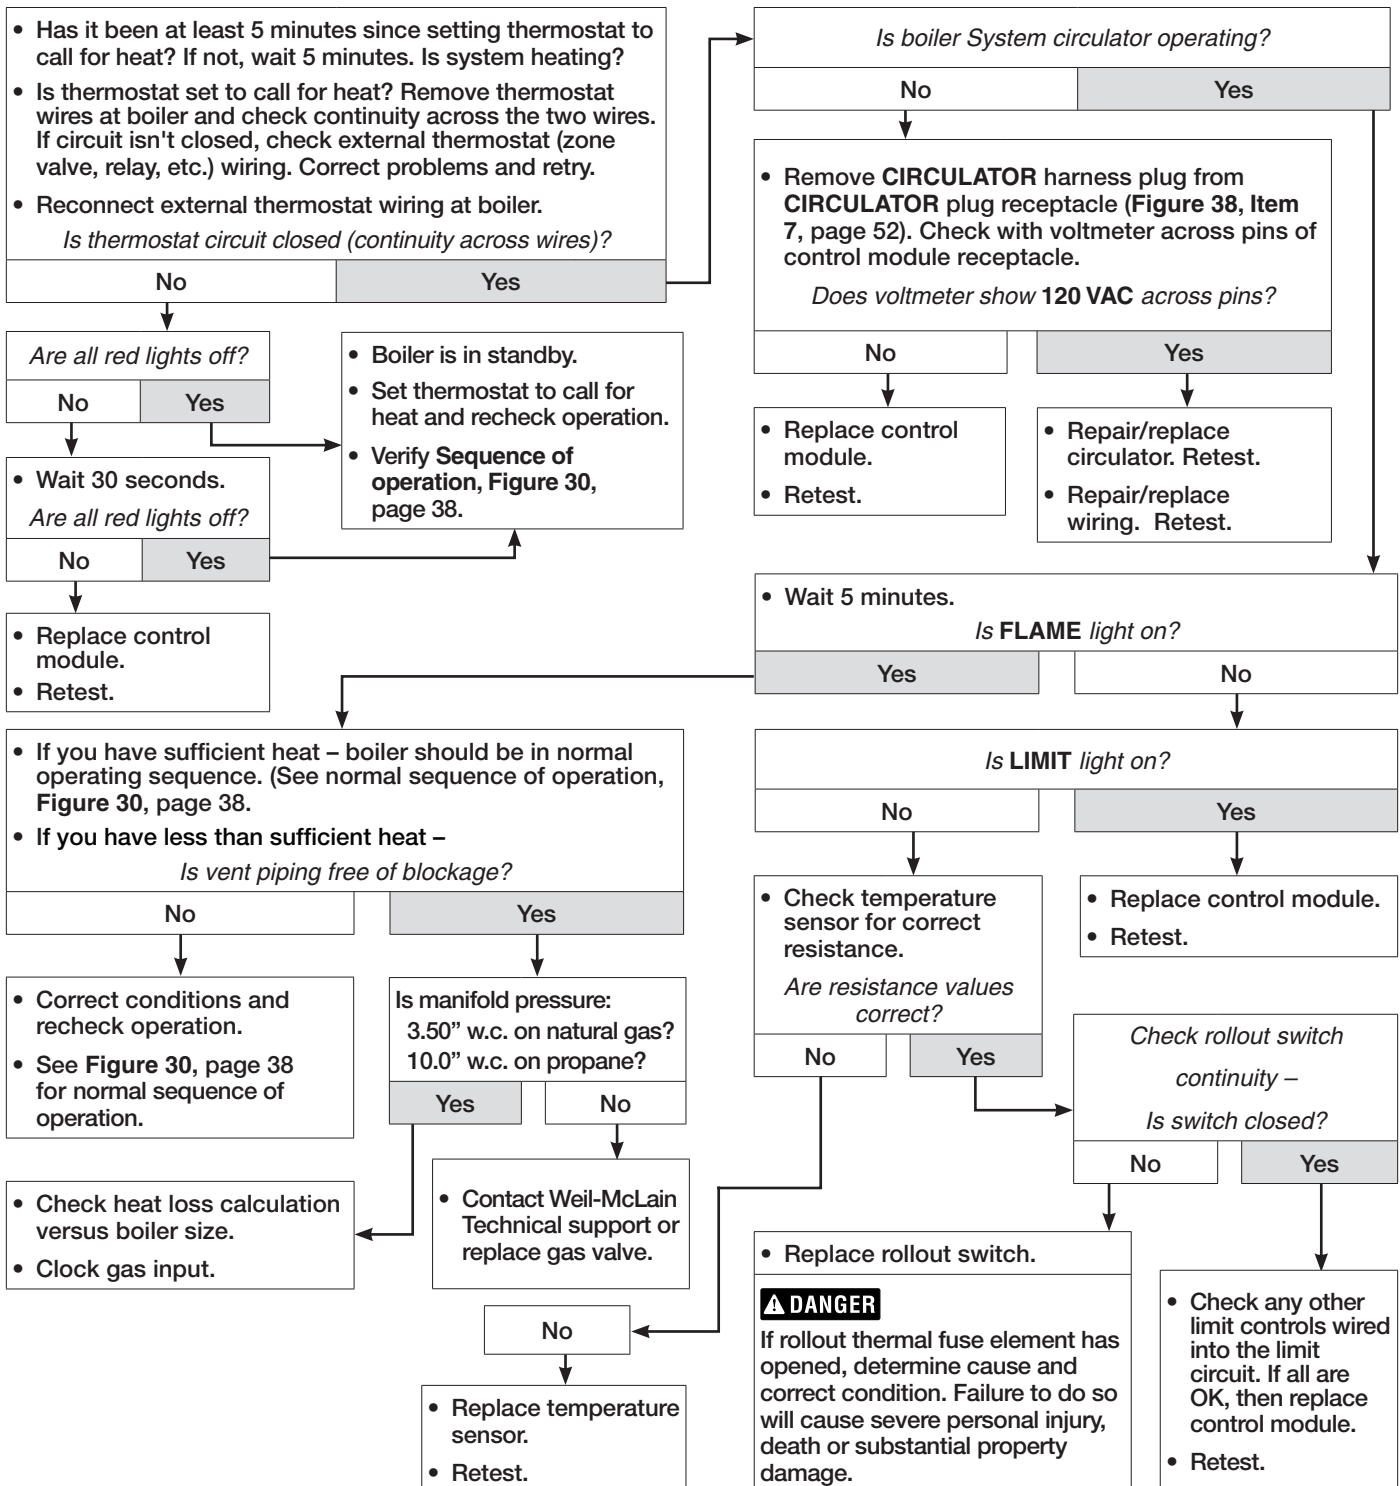 • Has it been at least 5 minutes since setting thermostat to
call for heat? If not, wait 5 minutes. Is system heating?
• Is thermostat set to call for heat? Remove thermostat
wires at boiler and check continuity across the two wires.
If circuit isn't closed, check external thermostat (zone
valve, relay, etc.) wiring. Correct problems and retry.
• Reconnect external thermostat wiring at boiler.
Is thermostat circuit closed (continuity across wires)?
No
Yes
Are all red lights off?
No
Yes
• Boiler is in standby.
• Set thermostat to call for
heat and recheck operation.
• Verify Sequence of
operation, Figure 30,
page 38.
• Wait 30 seconds.
Are all red lights off?
No
Yes
• Replace control
module.
• Retest.
Is boiler System circulator operating?
No
Yes
• Remove CIRCULATOR harness plug from
CIRCULATOR plug receptacle (Figure 38, Item
7, page 52). Check with voltmeter across pins of
control module receptacle.
Does voltmeter show 120 VAC across pins?
No
Yes
• Replace control
module.
• Retest.
• Repair/replace
circulator. Retest.
• Repair/replace
wiring. Retest.
• Wait 5 minutes.
Is FLAME light on?
Yes
No
• If you have sufficient heat – boiler should be in normal
operating sequence. (See normal sequence of operation,
Figure 30, page 38.
• If you have less than sufficient heat –
Is vent piping free of blockage?
No
Yes
• Correct conditions and
recheck operation.
• See Figure 30, page 38
for normal sequence of
operation.
Is manifold pressure:
3.50” w.c. on natural gas?
10.0” w.c. on propane?
Yes
No
• Check heat loss calculation
versus boiler size.
• Clock gas input.
• Contact Weil-McLain
Technical support or
replace gas valve.
Is LIMIT light on?
No
Yes
• Check temperature
sensor for correct
resistance.
Are resistance values
correct?
No
Yes
• Replace control module.
• Retest.
Check rollout switch
continuity –
Is switch closed?
No
Yes
No
• Replace temperature
sensor.
• Retest.
• Replace rollout switch.
⚠ DANGER
If rollout thermal fuse element has
opened, determine cause and
correct condition. Failure to do so
will cause severe personal injury,
death or substantial property
damage.
• Check any other
limit controls wired
into the limit
circuit. If all are
OK, then replace
control module.
• Retest.